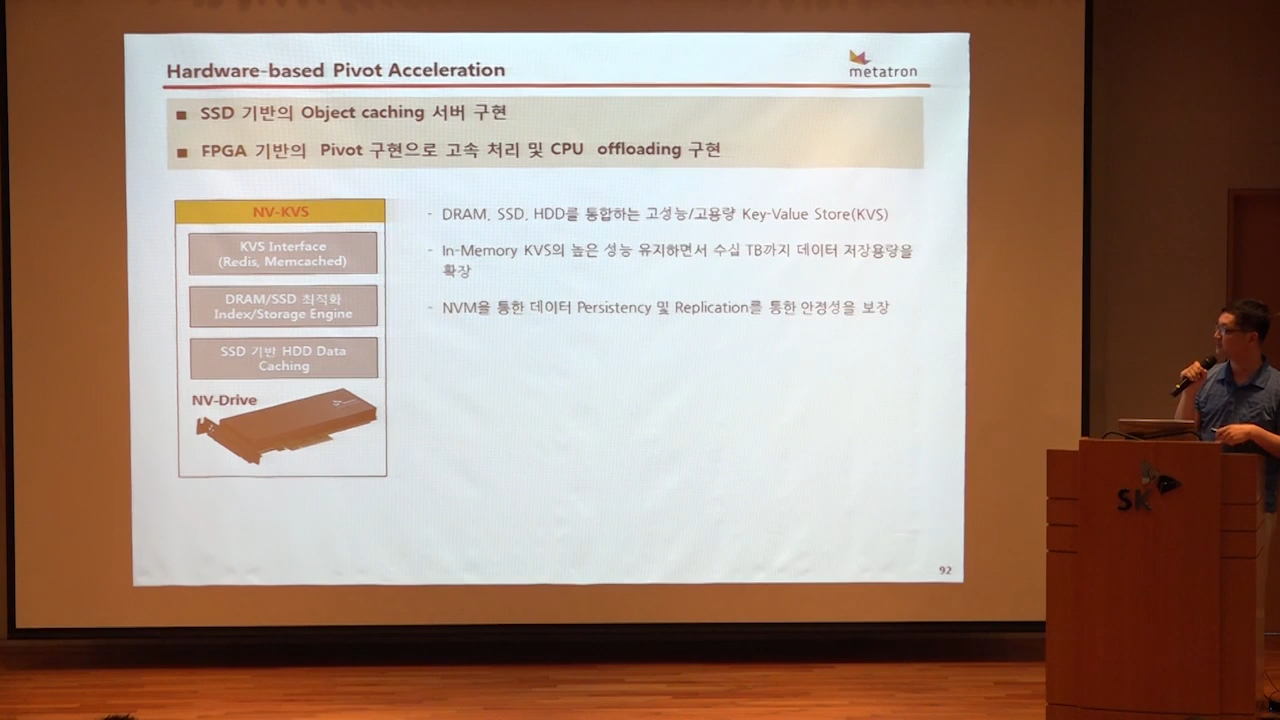 Hardware-based Pivot Acceleration
metatron
■ SSD 기반의 Object caching 서버 구현
■ FPGA 기반의 Pivot 구현으로 고속 처리 및 CPU offloading 구현
NV-KVS
KVS Interface
(Redis, Memcached)
DRAM/SSD 최적화
Index/Storage Engine
SSD 기반 HDD Data
Caching
NV-Drive
- DRAM, SSD, HDD를 통합하는 고성능/고용량 Key-Value Store(KVS)
- In-Memory KVS의 높은 성능 유지하면서 수십 TB까지 데이터 저장용량을
확장
- NVM을 통한 데이터 Persistency 및 Replication를 통한 안정성을 보장
92
SK